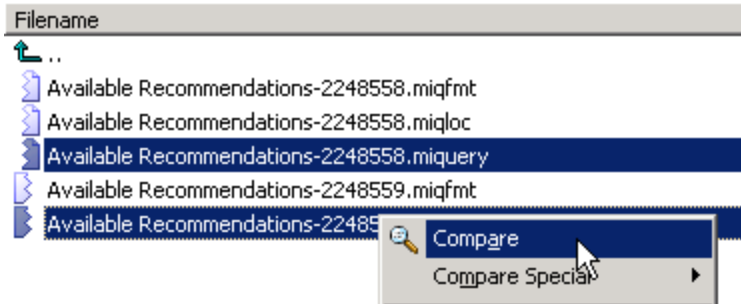 Filename
..
Available Recommendations-2248558.miqfmt
Available Recommendations-2248558.miqloc
Available Recommendations-2248558.miquery
Available Recommendations-2248559.miqfmt
Available Recommendations-22485
Compare
Compare Special